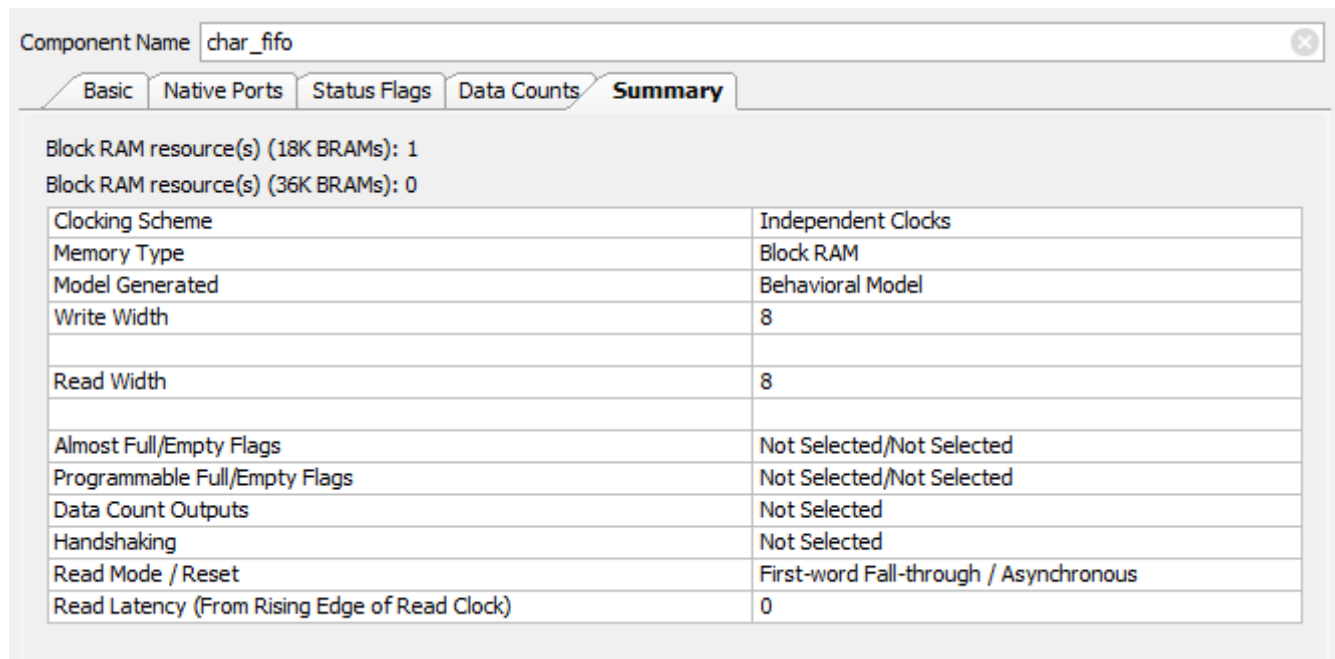 Component Name char_fifo
Basic Native Ports Status Flags Data Counts Summary
Block RAM resource(s) (18K BRAMs): 1
Block RAM resource(s) (36K BRAMs): 0
Clocking Scheme Independent Clocks
Memory Type Block RAM
Model Generated Behavioral Model
Write Width 8
Read Width 8
Almost Full/Empty Flags Not Selected/Not Selected
Programmable Full/Empty Flags Not Selected/Not Selected
Data Count Outputs Not Selected
Handshaking Not Selected
Read Mode / Reset First-word Fall-through / Asynchronous
Read Latency (From Rising Edge of Read Clock) 0